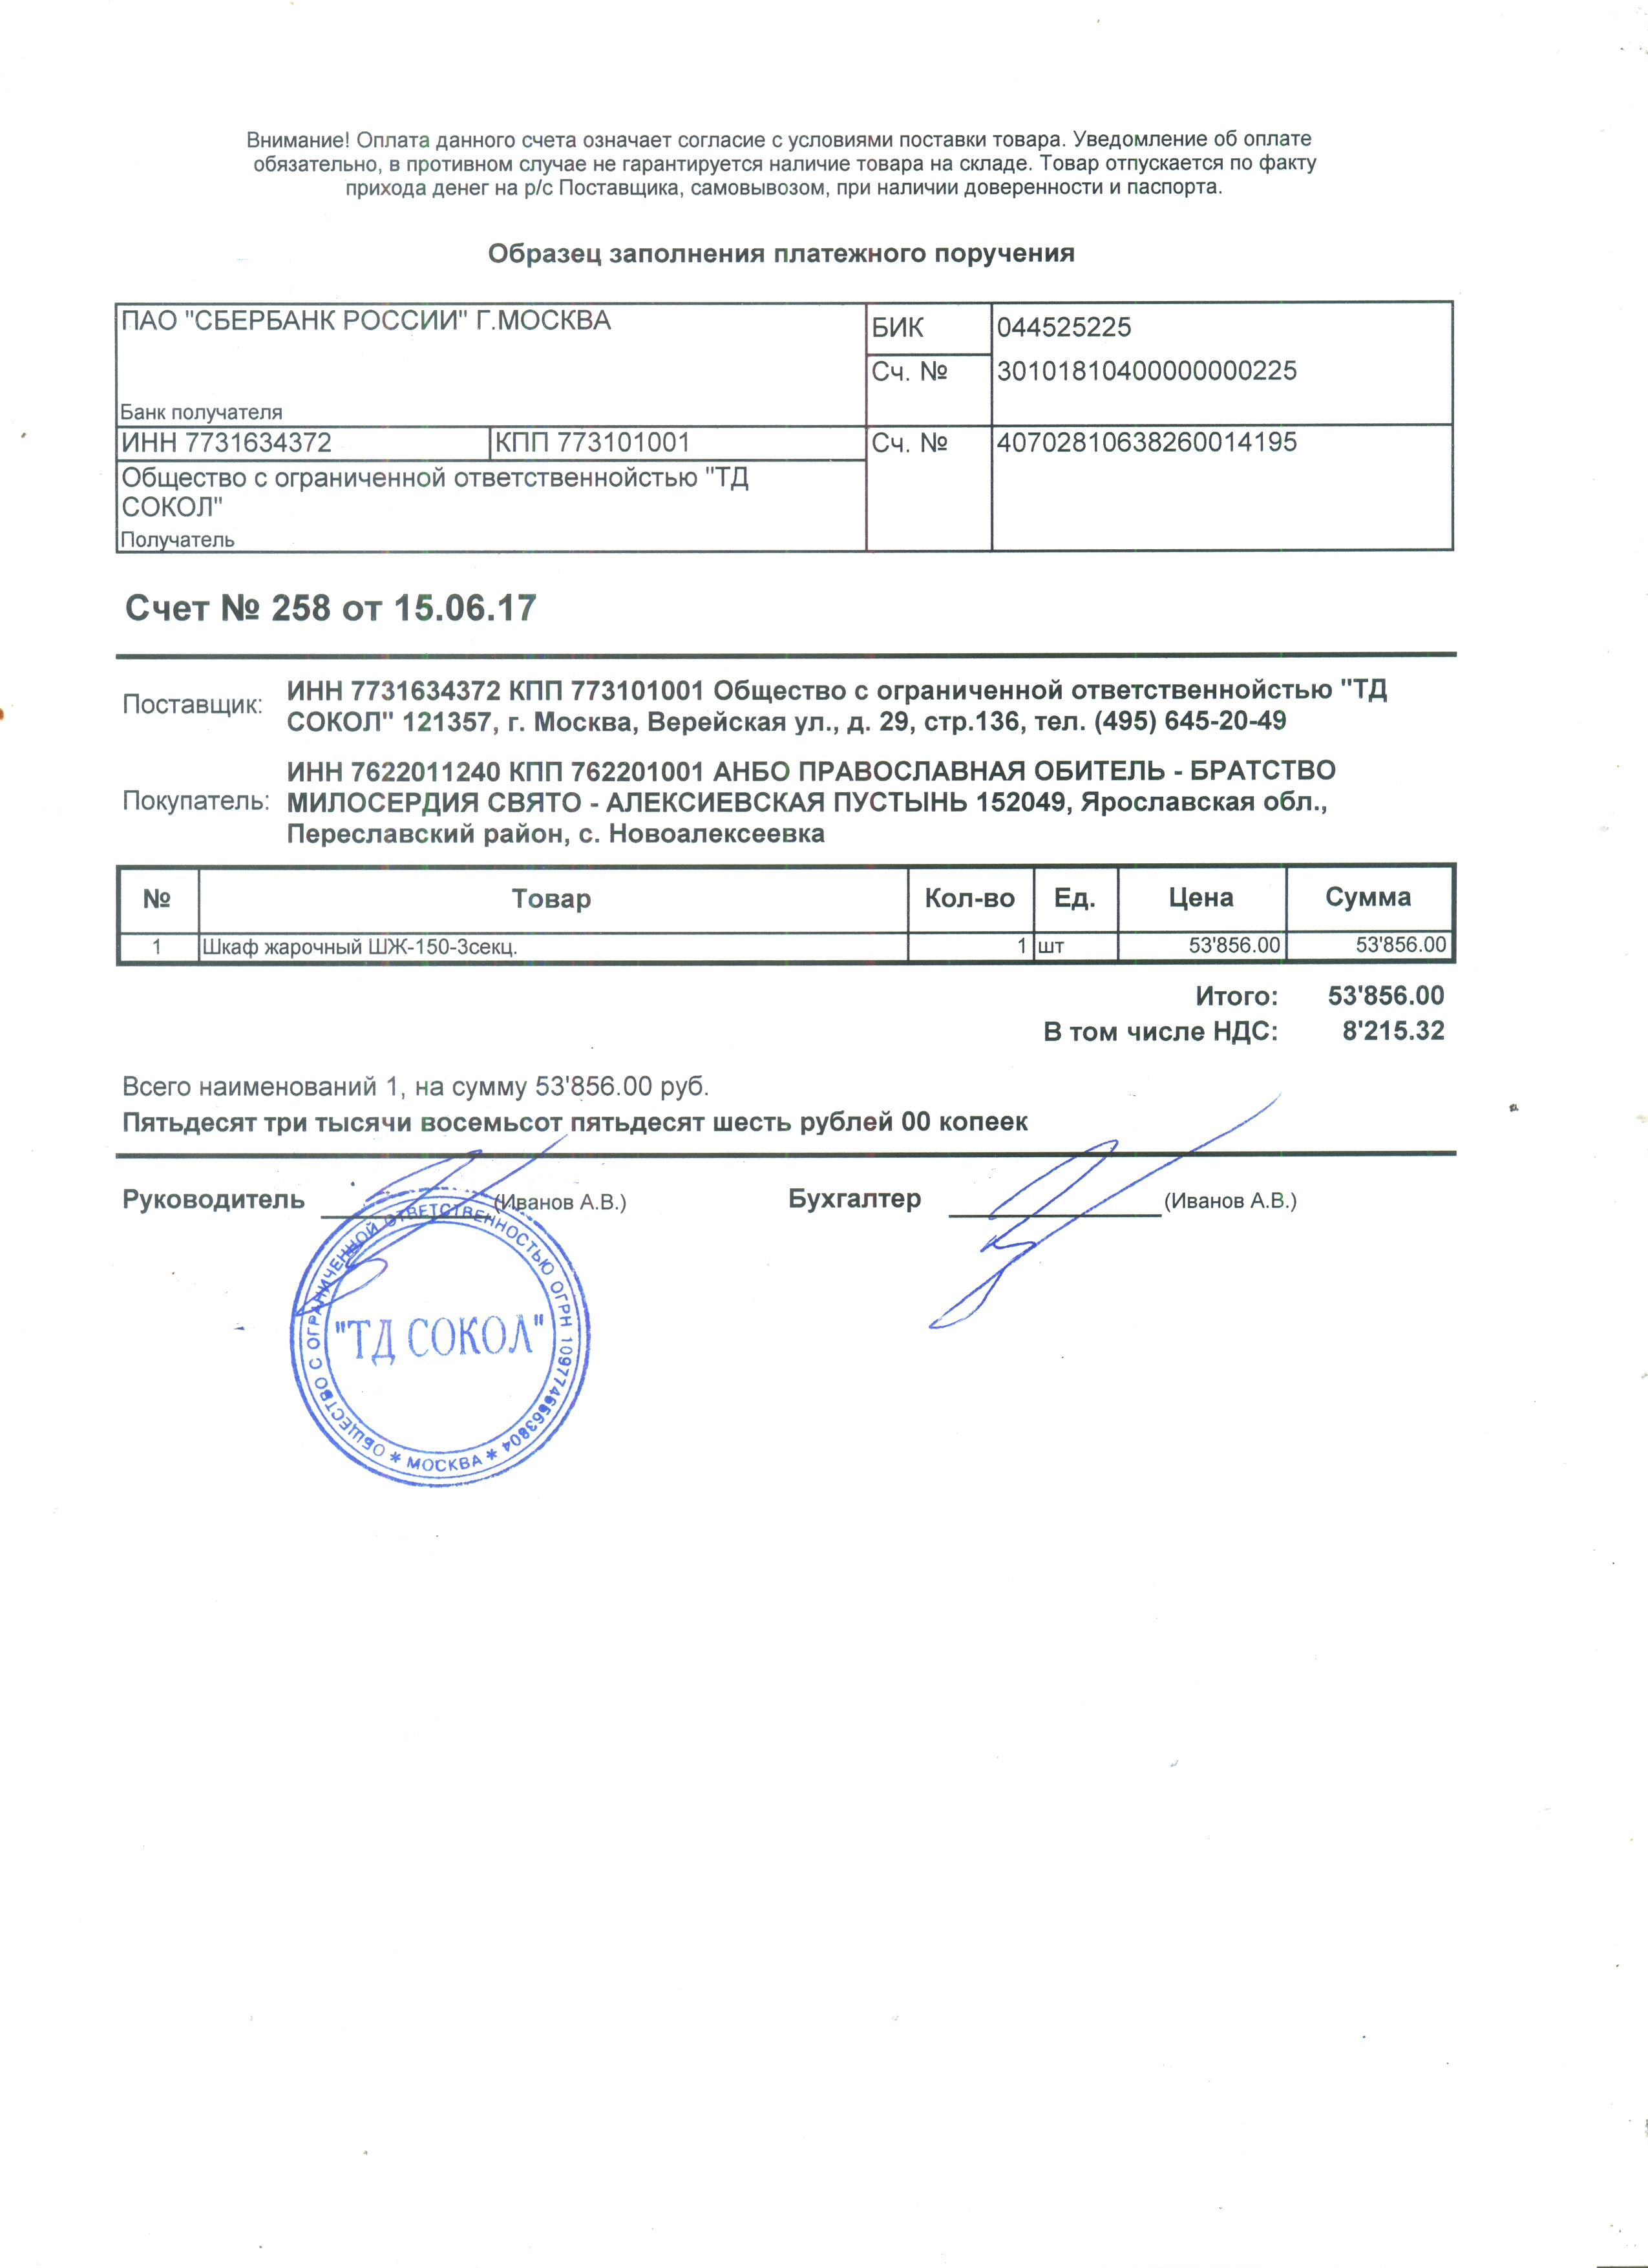 Внимание! Оплата данного счета означает согласие с условиями поставки товара. Уведомление об оплате
обязательно, в противном случае не гарантируется наличие товара на складе. Товар отпускается по факту
прихода денег на р/с Поставщика, самовывозом, при наличии доверенности и паспорта.
Образец заполнения платежного поручения
ПАО "СБЕРБАНК РОССИИ" Г.МОСКВА
БИК 044525225
Сч. № 30101810400000000225
Банк получателя
ИНН 7731634372 КПП 773101001 Сч. № 40702810638260014195
Общество с ограниченной ответственнойстью "ТД
СОКОЛ"
Получатель
Счет № 258 от 15.06.17
Поставщик: ИНН 7731634372 КПП 773101001 Общество с ограниченной ответственнойстью "ТД
СОКОЛ" 121357, г. Москва, Верейская ул., д. 29, стр.136, тел. (495) 645-20-49
Покупатель: ИНН 7622011240 КПП 762201001 АНБО ПРАВОСЛАВНАЯ ОБИТЕЛЬ - БРАТСТВО
МИЛОСЕРДИЯ СВЯТО - АЛЕКСИЕВСКАЯ ПУСТЫНЬ 152049, Ярославская обл.,
Переславский район, с. Новоалексеевка
№ Товар Кол-во Ед. Цена Сумма
1 Шкаф жарочный ШЖ-150-3секц. 1 шт 53'856.00 53'856.00
Итого: 53'856.00
В том числе НДС: 8'215.32
Всего наименований 1, на сумму 53'856.00 руб.
Пятьдесят три тысячи восемьсот пятьдесят шесть рублей 00 копеек
Руководитель (Иванов А.В.) Бухгалтер (Иванов А.В.)
ОБЩЕСТВО С ОГРАНИЧЕННОЙ ОТВЕТСТВЕННОСТЬЮ ОГРН 1097746663804
"ТД СОКОЛ"
* МОСКВА *